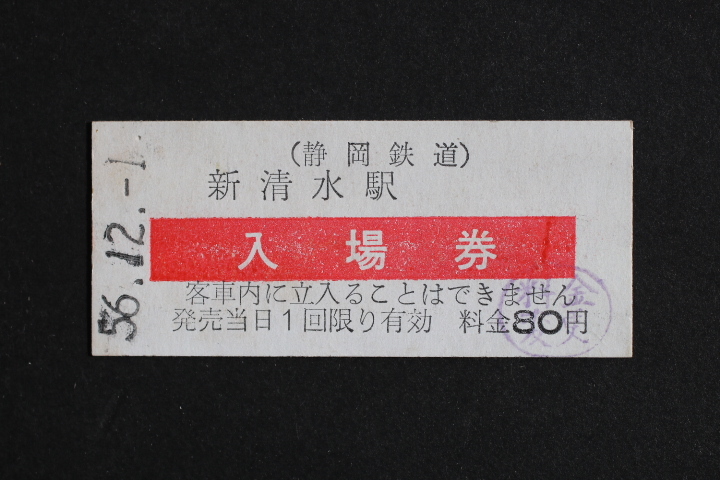 (静岡鉄道)
新清水駅
入場券
客車内に立入ることはできません
発売当日1回限り有効 料金80円
56.12.-1.